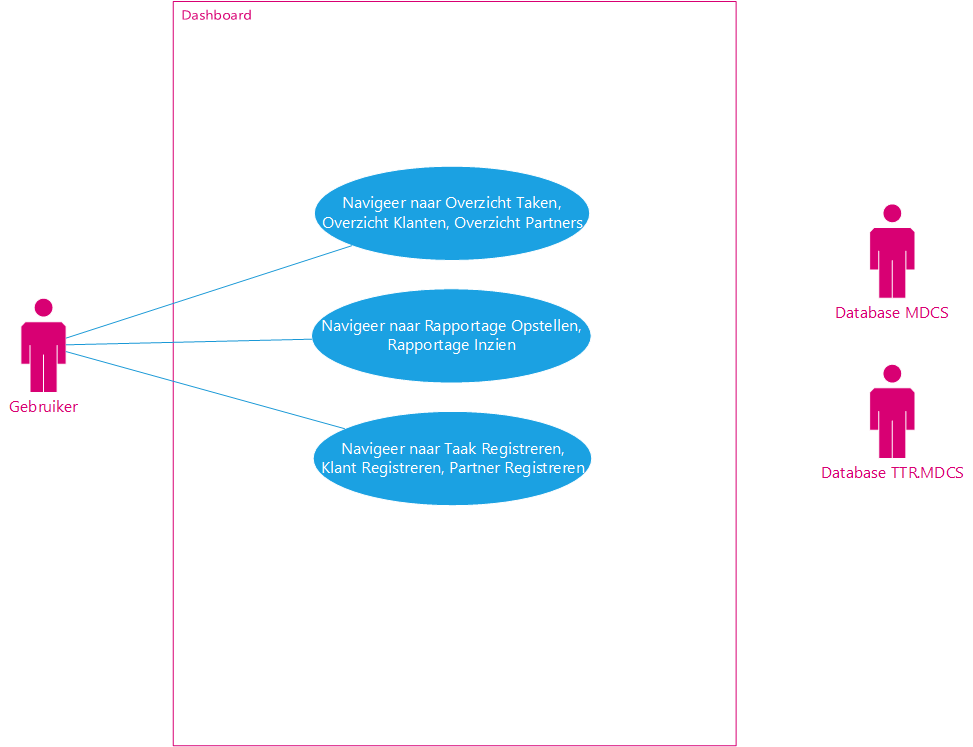 Dashboard
Navigeer naar Overzicht Taken,
Overzicht Klanten, Overzicht Partners
Navigeer naar Rapportage Opstellen,
Rapportage Inzien
Navigeer naar Taak Registreren,
Klant Registreren, Partner Registreren
Gebruiker
Database MDCS
Database TTR.MDCS